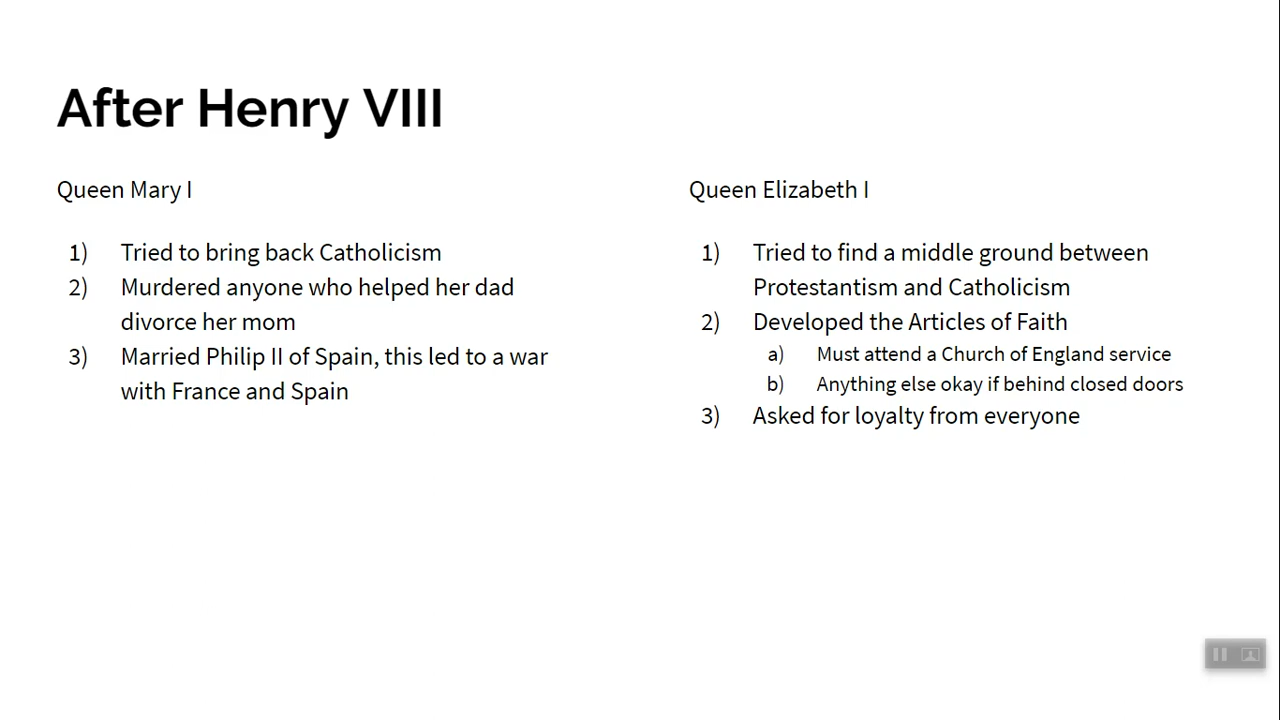 After Henry VIII
Queen Mary I
1) Tried to bring back Catholicism
2) Murdered anyone who helped her dad
divorce her mom
3) Married Philip II of Spain, this led to a war
with France and Spain
Queen Elizabeth I
1) Tried to find a middle ground between
Protestantism and Catholicism
2) Developed the Articles of Faith
a) Must attend a Church of England service
b) Anything else okay if behind closed doors
3) Asked for loyalty from everyone